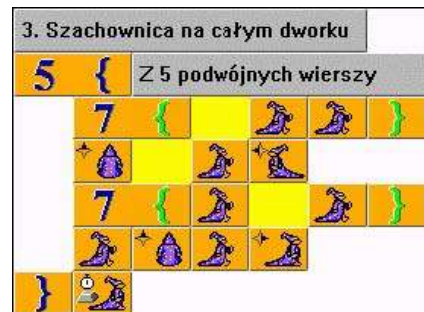 3. Szachownica na całym dworku
5 { Z 5 podwójnych wierszy
7 { }
7 { }
}